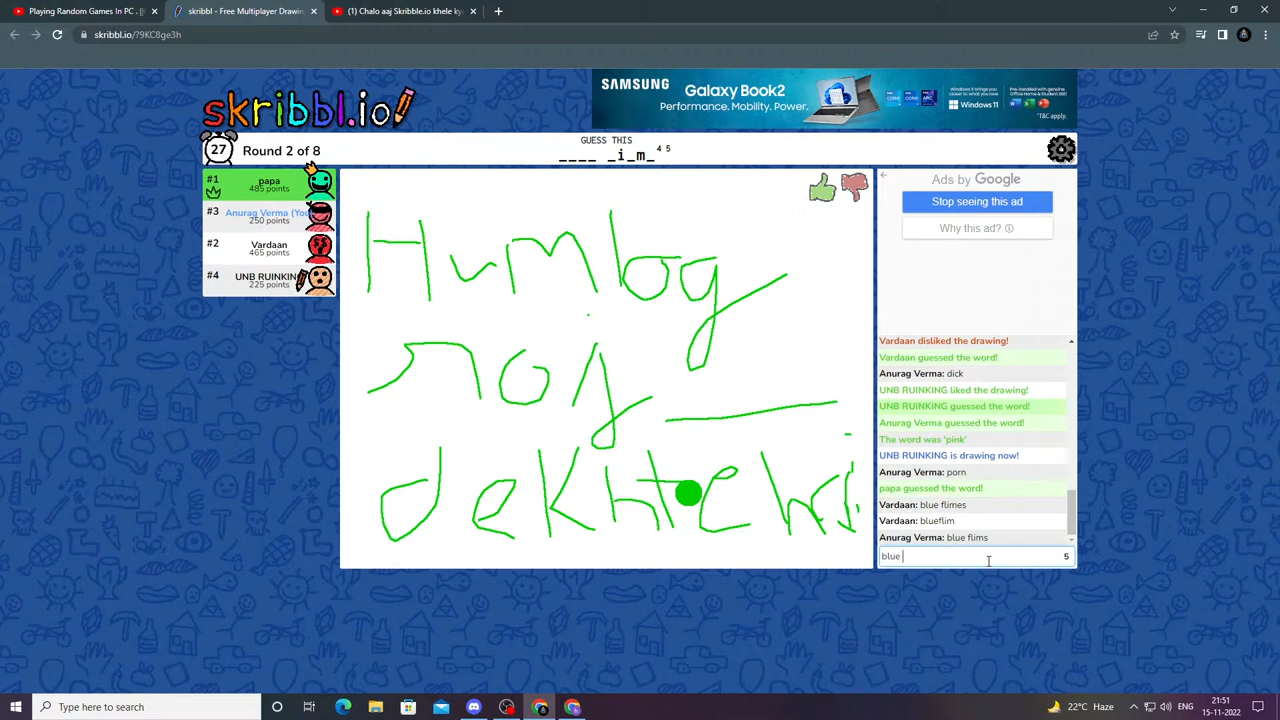 Playing Random Games In PC . |
skribbl - Free Multiplayer Drawin
(1) Chalo aaj Skribble.io khele ky
skribbl.io/?9KC8ge3h
skribbl.io
SAMSUNG
Galaxy Book2
Performance. Mobility. Power.
Windows 11
*T&C apply.
27
Round 2 of 8
GUESS THIS
____ _i_m_ 4 5
#1 papa
485 points
#3 Anurag Verma (You
250 points
#2 Vardaan
465 points
#4 UNB RUINKIN
225 points
Humlog
roj
dekhte hai
Ads by Google
Stop seeing this ad
Why this ad?
Vardaan disliked the drawing!
Vardaan guessed the word!
Anurag Verma: dick
UNB RUINKING liked the drawing!
UNB RUINKING guessed the word!
Anurag Verma guessed the word!
The word was 'pink'
UNB RUINKING is drawing now!
Anurag Verma: porn
papa guessed the word!
Vardaan: blue flimes
Vardaan: blueflim
Anurag Verma: blue flims
blue
5
Type here to search
22°C Haze
ENG
21:51
15-11-2022